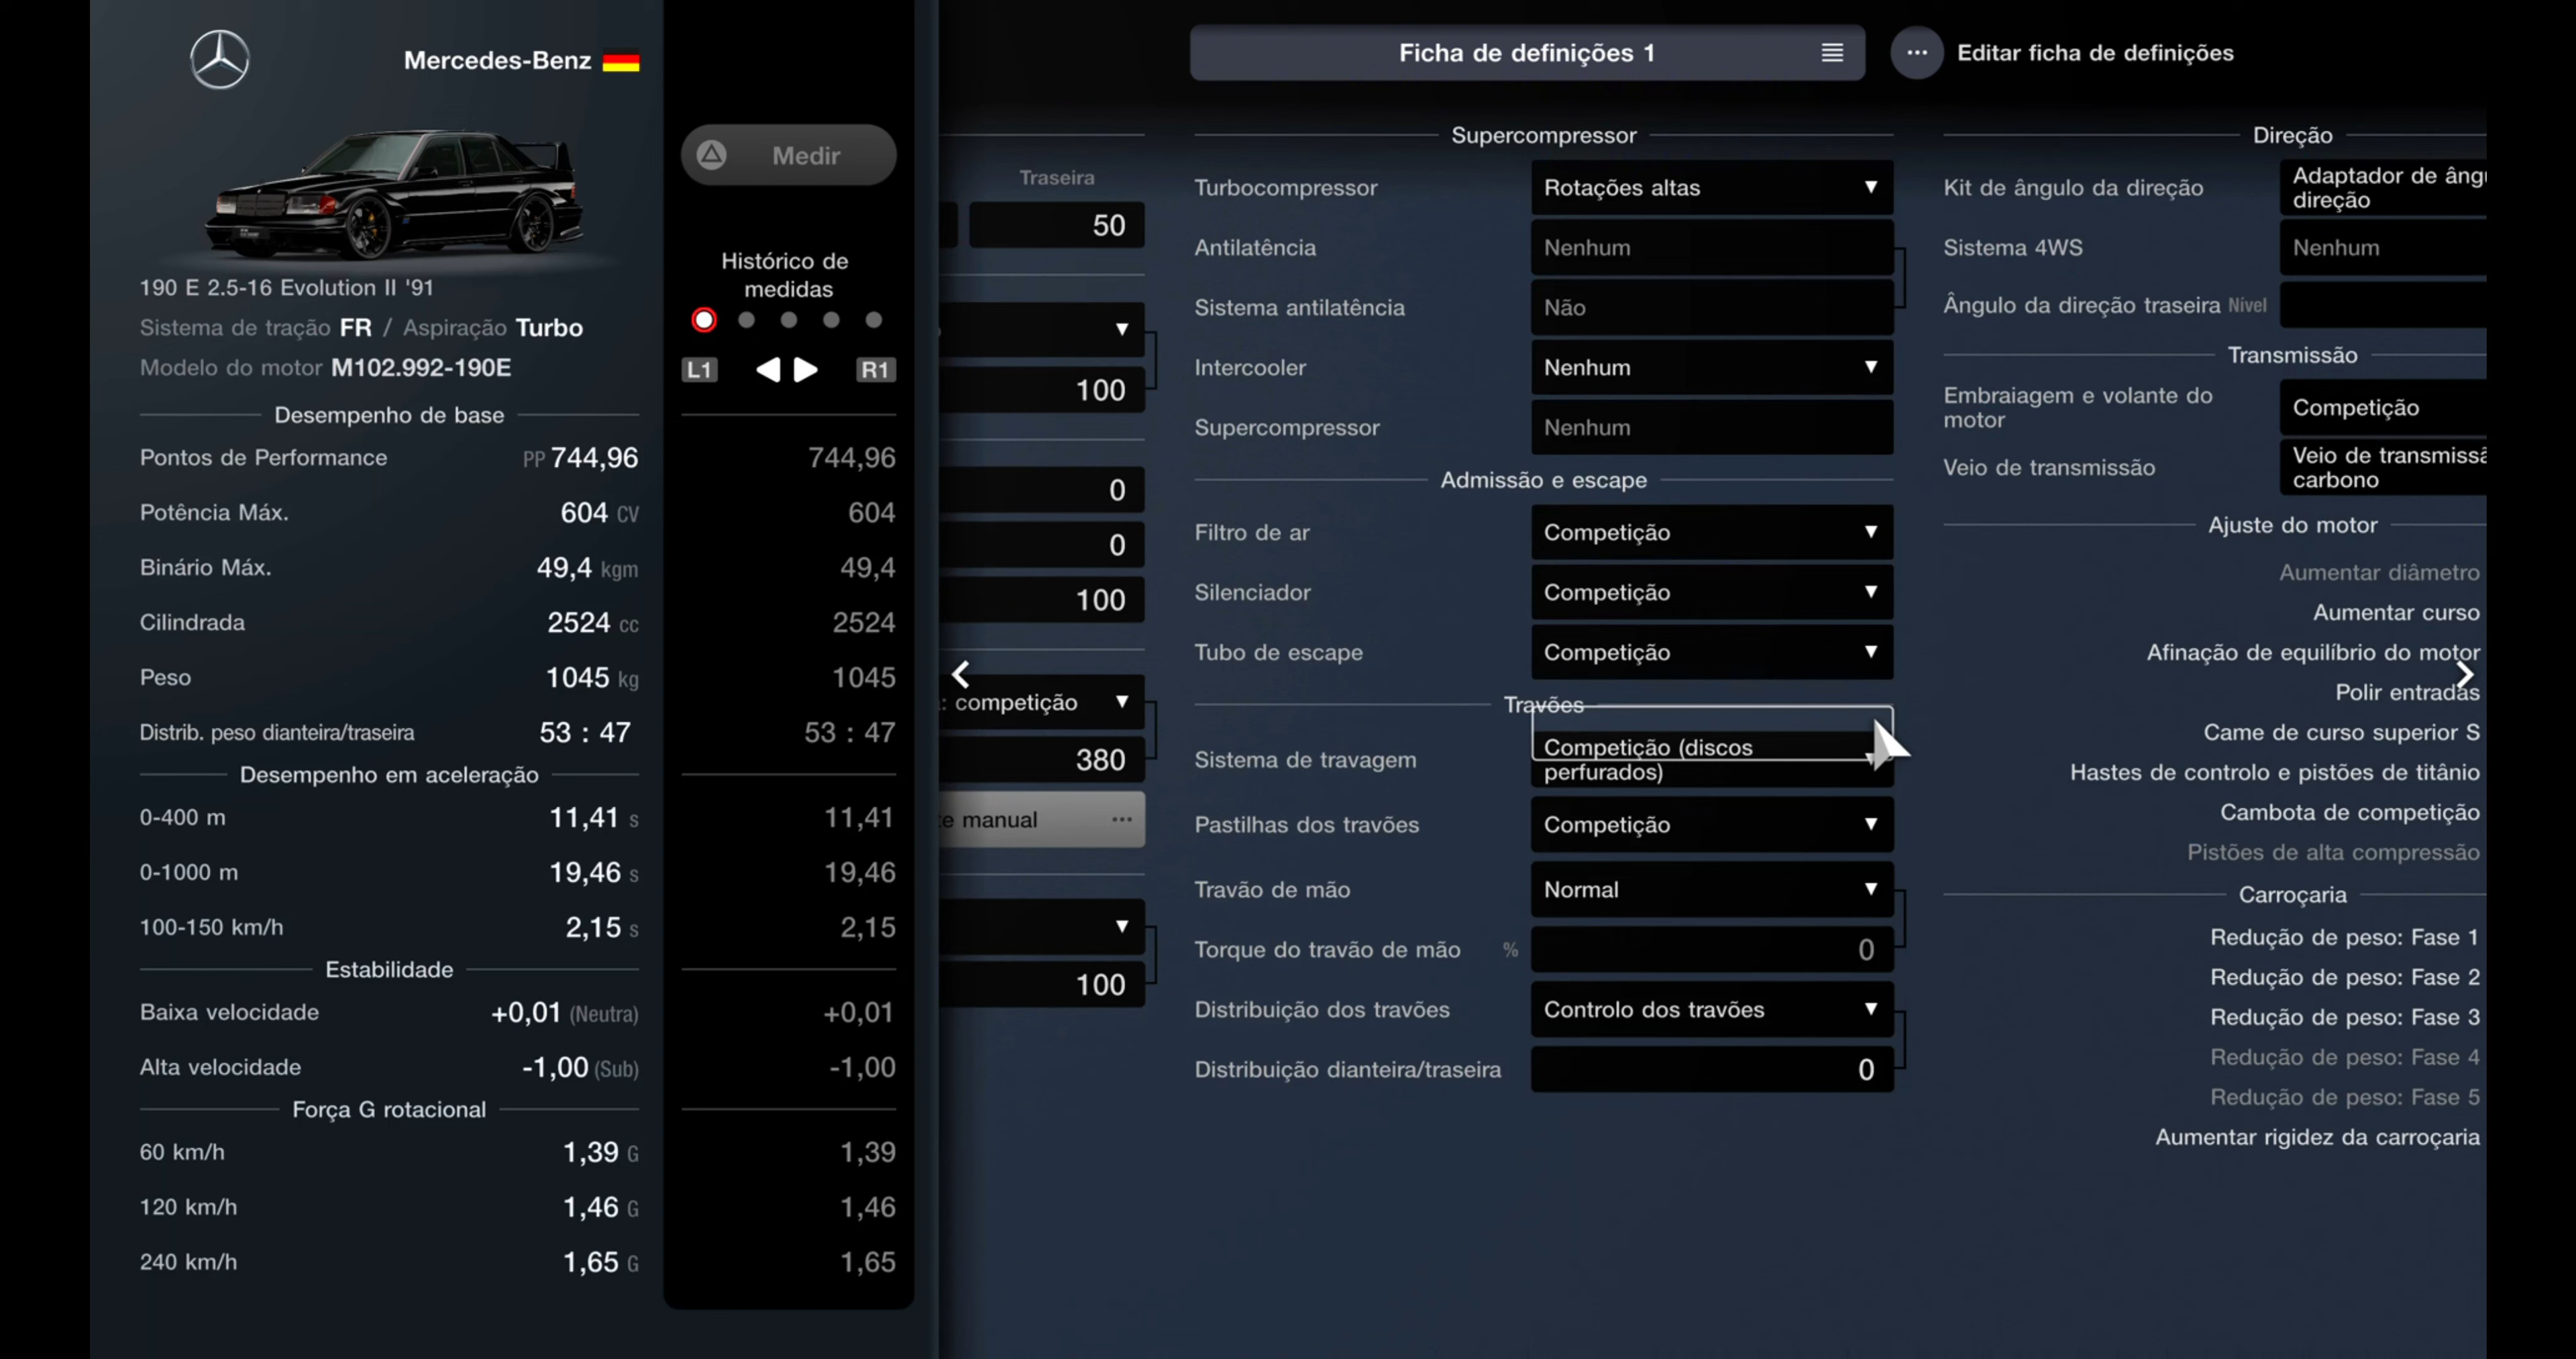 Mercedes-Benz
190 E 2.5-16 Evolution II '91
Sistema de tração FR / Aspiração Turbo
Modelo do motor M102.992-190E
Desempenho de base
Pontos de Performance PP 744,96
Potência Máx. 604 CV
Binário Máx. 49,4 kgm
Cilindrada 2524 cc
Peso 1045 kg
Distrib. peso dianteira/traseira 53 : 47
Desempenho em aceleração
0-400 m 11,41 s
0-1000 m 19,46 s
100-150 km/h 2,15 s
Estabilidade
Baixa velocidade +0,01 (Neutra)
Alta velocidade -1,00 (Sub)
Força G rotacional
60 km/h 1,39 G
120 km/h 1,46 G
240 km/h 1,65 G
Medir
Histórico de
medidas
L1 R1
744,96
604
49,4
2524
1045
53 : 47
11,41
19,46
2,15
+0,01
-1,00
1,39
1,46
1,65
Ficha de definições 1
Editar ficha de definições
Traseira
50
100
0
0
100
: competição
380
manual
100
Supercompressor
Turbocompressor Rotações altas
Antilatência Nenhum
Sistema antilatência Não
Intercooler Nenhum
Supercompressor Nenhum
Admissão e escape
Filtro de ar Competição
Silenciador Competição
Tubo de escape Competição
Travões
Sistema de travagem Competição (discos
perfurados)
Pastilhas dos travões Competição
Travão de mão Normal
Torque do travão de mão % 0
Distribuição dos travões Controlo dos travões
Distribuição dianteira/traseira 0
Direção
Kit de ângulo da direção Adaptador de
direção
Sistema 4WS Nenhum
Ângulo da direção traseira Nível
Transmissão
Embraiagem e volante do
motor Competição
Veio de transmissão Veio de
carbono
Ajuste do motor
Aumentar diâmetro
Aumentar curso
Afinação de equilíbrio do motor
Polir entradas
Came de curso superior S
Hastes de controlo e pistões de titânio
Cambota de competição
Pistões de alta compressão
Carroçaria
Redução de peso: Fase 1
Redução de peso: Fase 2
Redução de peso: Fase 3
Redução de peso: Fase 4
Redução de peso: Fase 5
Aumentar rigidez da carroçaria